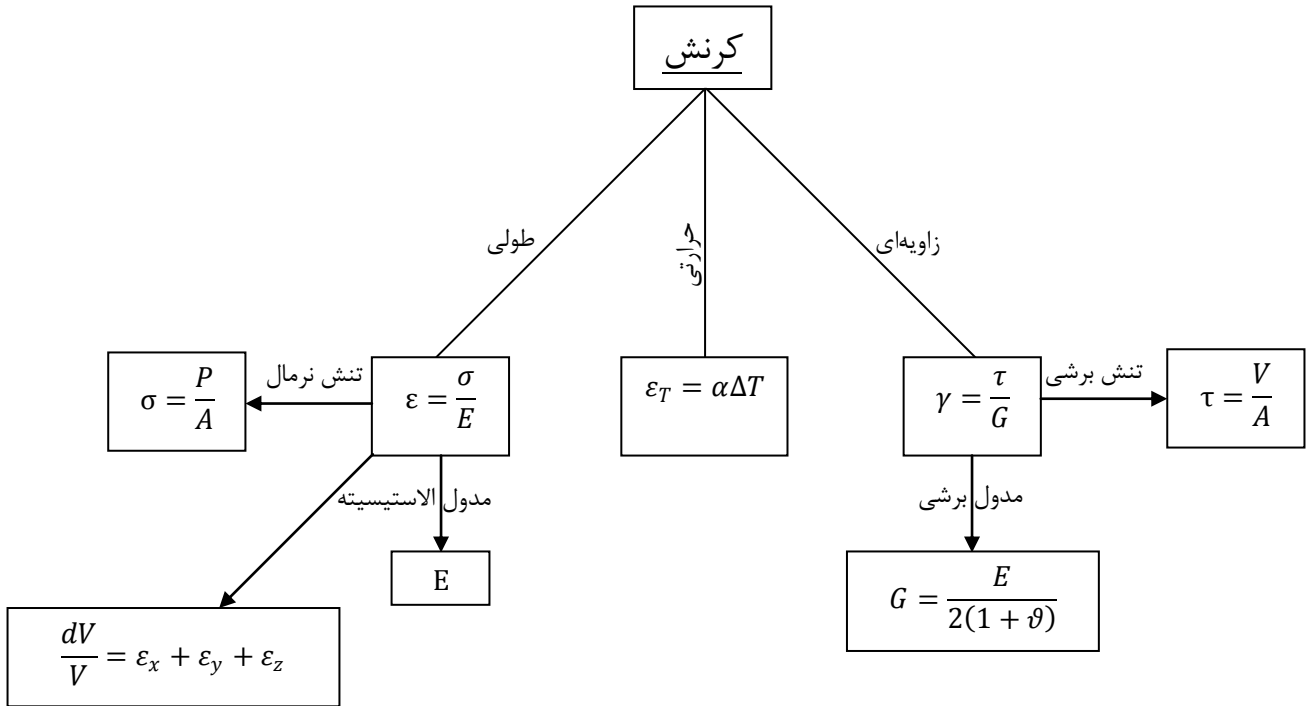 کرنش
طولی
حرارتی
زاویه‌ای
σ = P/A
تنش نرمال
ε = σ/E
ε_T = αΔT
γ = τ/G
تنش برشی
τ = V/A
مدول الاستیسیته
مدول برشی
E
G = E/2(1 + ϑ)
dV/V = ε_x + ε_y + ε_z